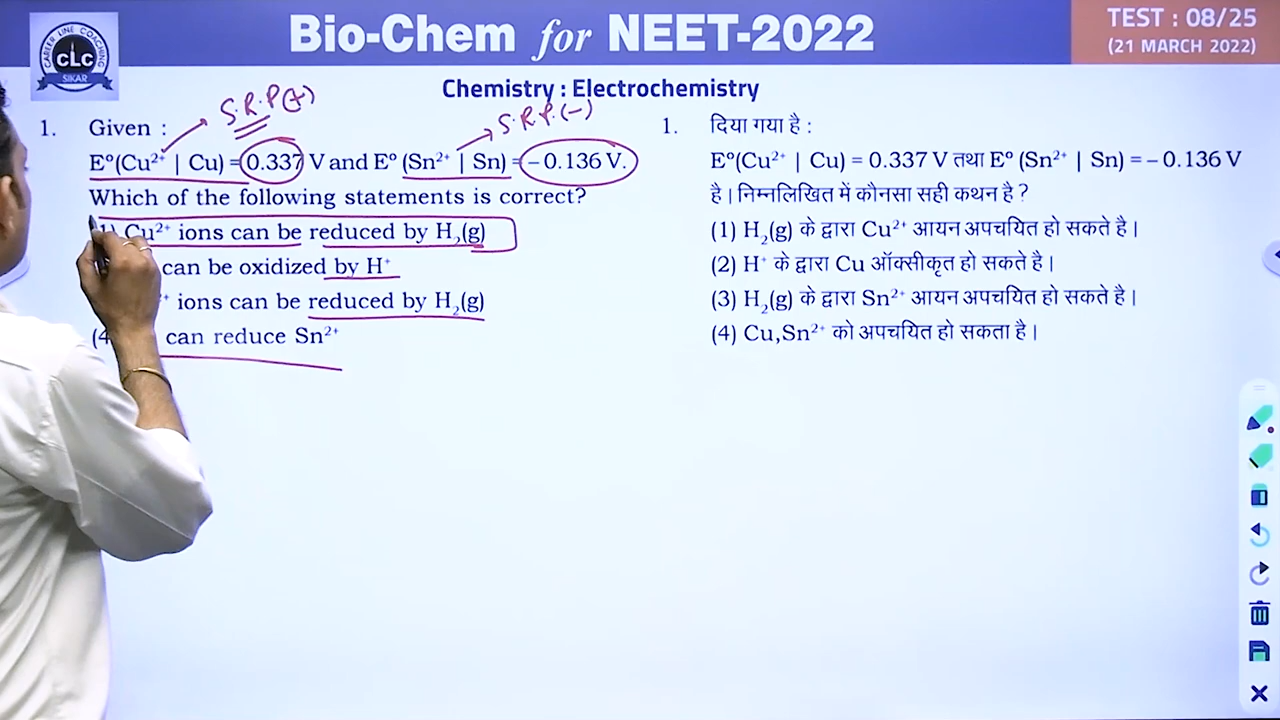 CAREER LINE COACHING
CLC
SIKAR
Bio-Chem for NEET-2022
TEST : 08/25
(21 MARCH 2022)
Chemistry : Electrochemistry
S.R.P (+)
S.R.P. (-)
1. Given :
E°(Cu²⁺ | Cu) = 0.337 V and E° (Sn²⁺ | Sn) = – 0.136 V.
Which of the following statements is correct?
1) Cu²⁺ ions can be reduced by H₂(g)
can be oxidized by H⁺
⁺ ions can be reduced by H₂(g)
(4 can reduce Sn²⁺
1. दिया गया है :
E°(Cu²⁺ | Cu) = 0.337 V तथा E° (Sn²⁺ | Sn) = – 0.136 V
है। निम्नलिखित में कौनसा सही कथन है ?
(1) H₂(g) के द्वारा Cu²⁺ आयन अपचयित हो सकते है।
(2) H⁺ के द्वारा Cu ऑक्सीकृत हो सकते है।
(3) H₂(g) के द्वारा Sn²⁺ आयन अपचयित हो सकते है।
(4) Cu,Sn²⁺ को अपचयित हो सकता है।